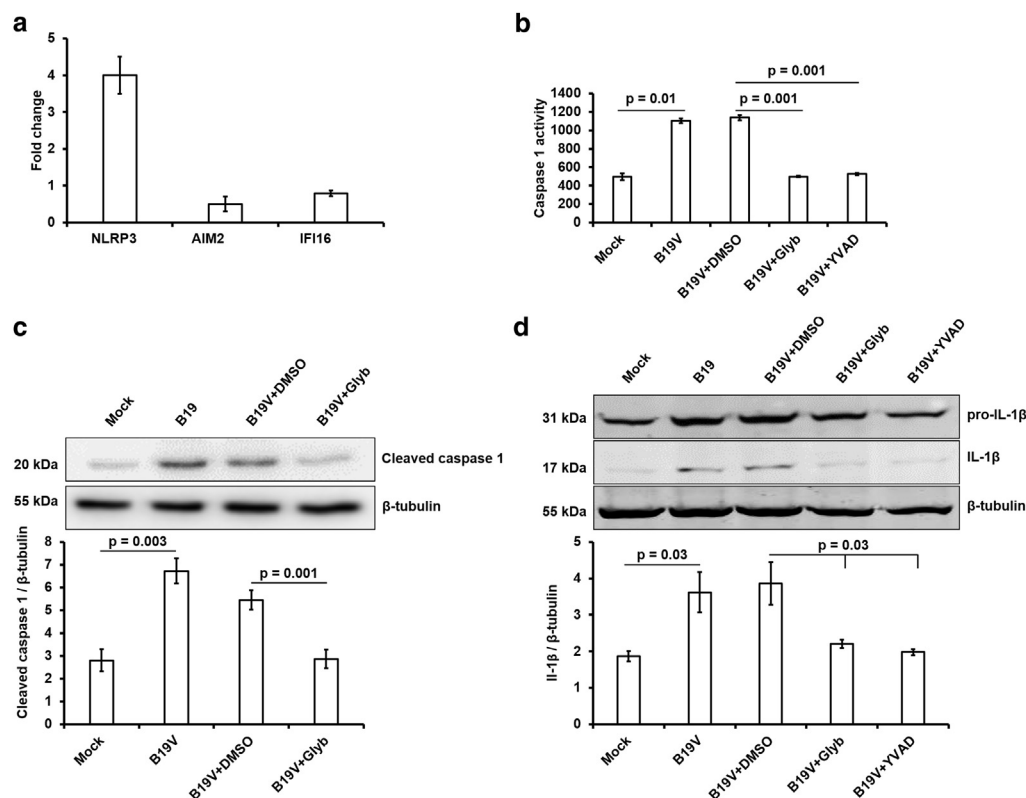 a
Fold change
5
4
3
2
1
0
NLRP3 AIM2 IFI16
b
Caspase 1 activity
1400
1200
1000
800
600
400
200
0
p = 0.001
p = 0.01 p = 0.001
Mock B19V B19V+DMSO B19V+Glyb B19V+YVAD
c
Mock B19 B19V+DMSO B19V+Glyb
20 kDa Cleaved caspase 1
55 kDa β-tubulin
Cleaved caspase 1 / β-tubulin
8
7
6
5
4
3
2
1
0
p = 0.003
p = 0.001
Mock B19V B19V+DMSO B19V+Glyb
d
Mock B19 B19V+DMSO B19V+Glyb B19V+YVAD
31 kDa pro-IL-1β
17 kDa IL-1β
55 kDa β-tubulin
Il-1β / β-tubulin
5
4
3
2
1
0
p = 0.03 p = 0.03
Mock B19V B19V+DMSO B19V+Glyb B19V+YVAD